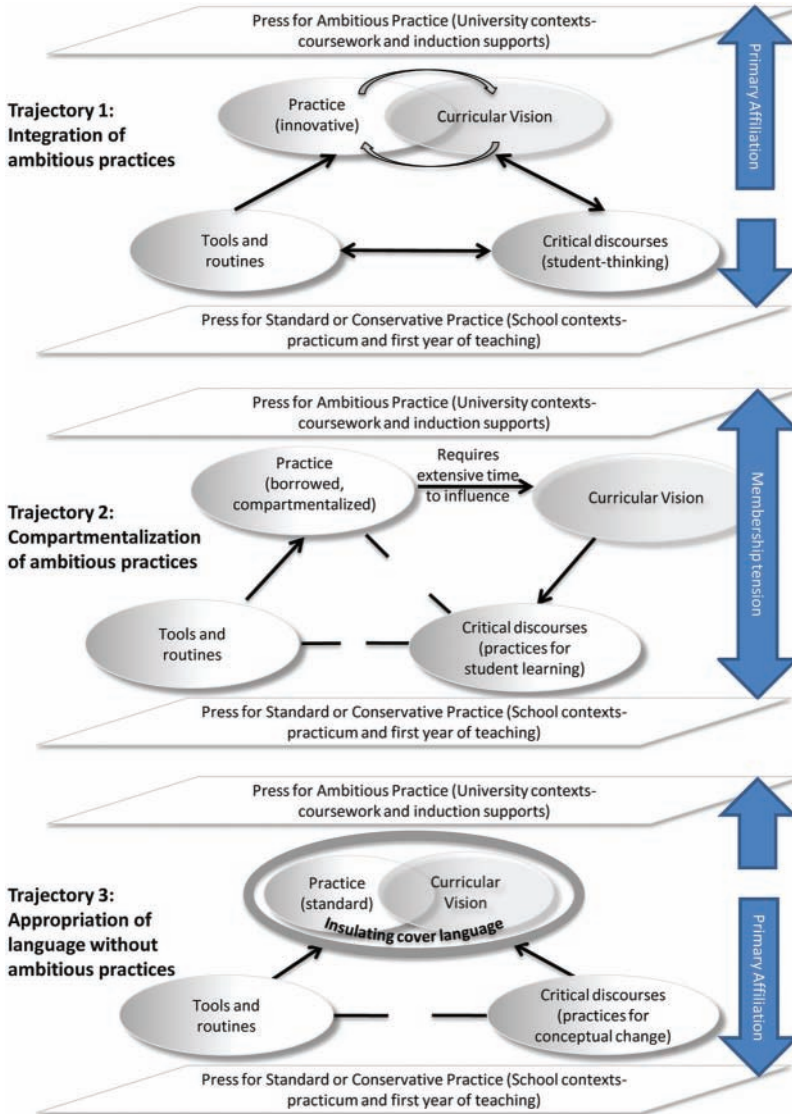 Press for Ambitious Practice (University contexts-
coursework and induction supports)
Primary Affiliation
Trajectory 1:
Integration of
ambitious practices
Practice
(innovative)
Curricular Vision
Tools and
routines
Critical discourses
(student-thinking)
Press for Standard or Conservative Practice (School contexts-
practicum and first year of teaching)
Press for Ambitious Practice (University contexts-
coursework and induction supports)
Membership tension
Trajectory 2:
Compartmentalization
of ambitious practices
Practice
(borrowed,
compartmentalized)
Requires
extensive time
to influence
Curricular Vision
Tools and
routines
Critical discourses
(practices for
student learning)
Press for Standard or Conservative Practice (School contexts-
practicum and first year of teaching)
Press for Ambitious Practice (University contexts-
coursework and induction supports)
Trajectory 3:
Appropriation of
language without
ambitious practices
Practice
(standard)
Curricular
Vision
Insulating cover language
Primary Affiliation
Tools and
routines
Critical discourses
(practices for
conceptual change)
Press for Standard or Conservative Practice (School contexts-
practicum and first year of teaching)